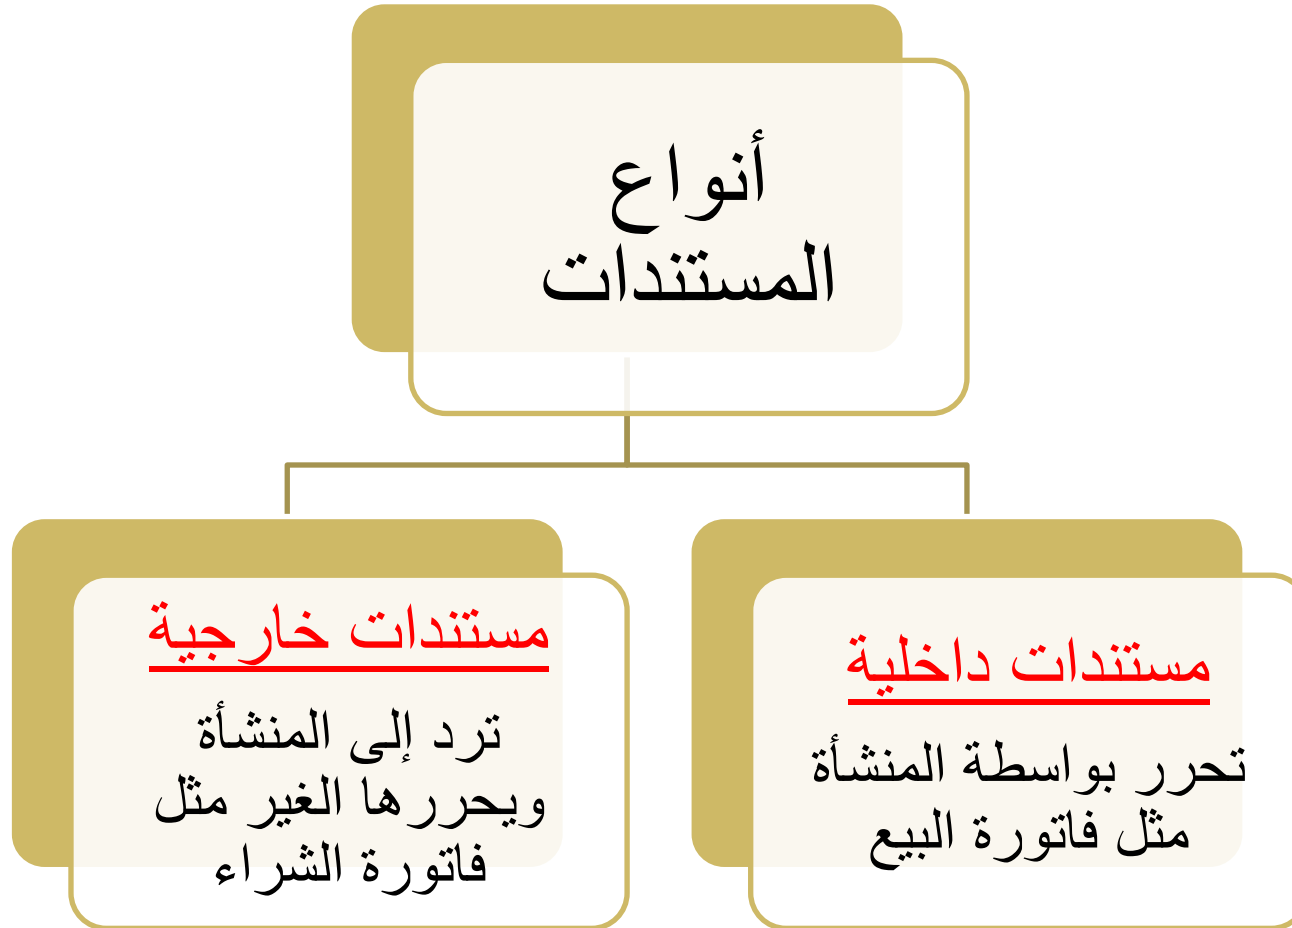 أنواع
المستندات
مستندات داخلية
تحرر بواسطة المنشأة
مثل فاتورة البيع
مستندات خارجية
ترد إلى المنشأة
ويحررها الغير مثل
فاتورة الشراء